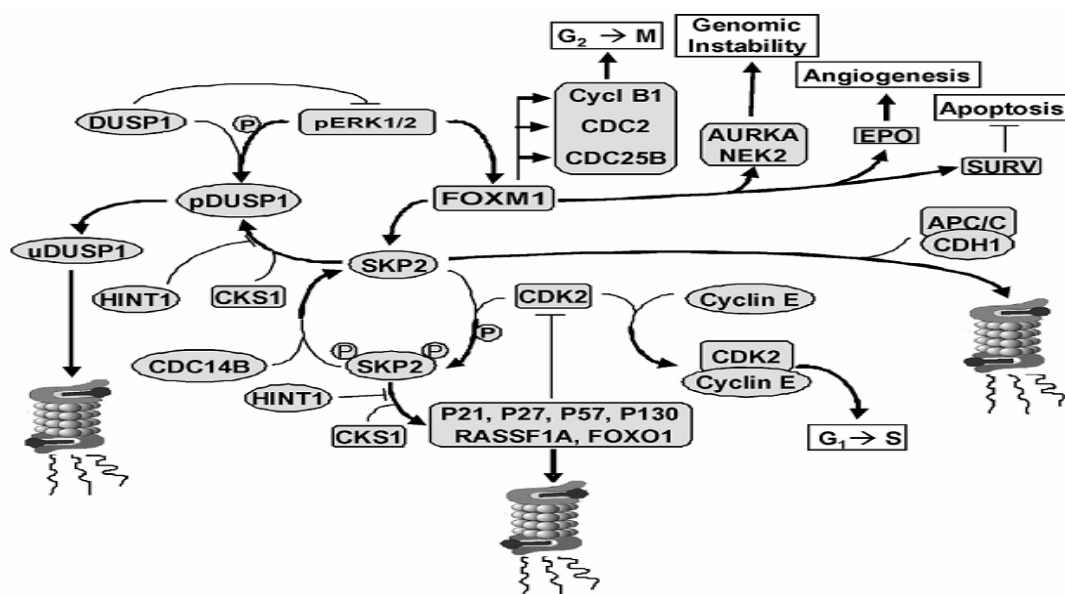 G₂ → M
Genomic
Instability
Angiogenesis
Apoptosis
Cycl B1
CDC2
CDC25B
AURKA
NEK2
EPO
SURV
DUSP1
P
pERK1/2
FOXM1
pDUSP1
uDUSP1
SKP2
APC/C
CDH1
HINT1
CKS1
CDK2
Cyclin E
P
CDC14B
P
P
SKP2
CDK2
Cyclin E
HINT1
CKS1
P21, P27, P57, P130
RASSF1A, FOXO1
G₁→ S